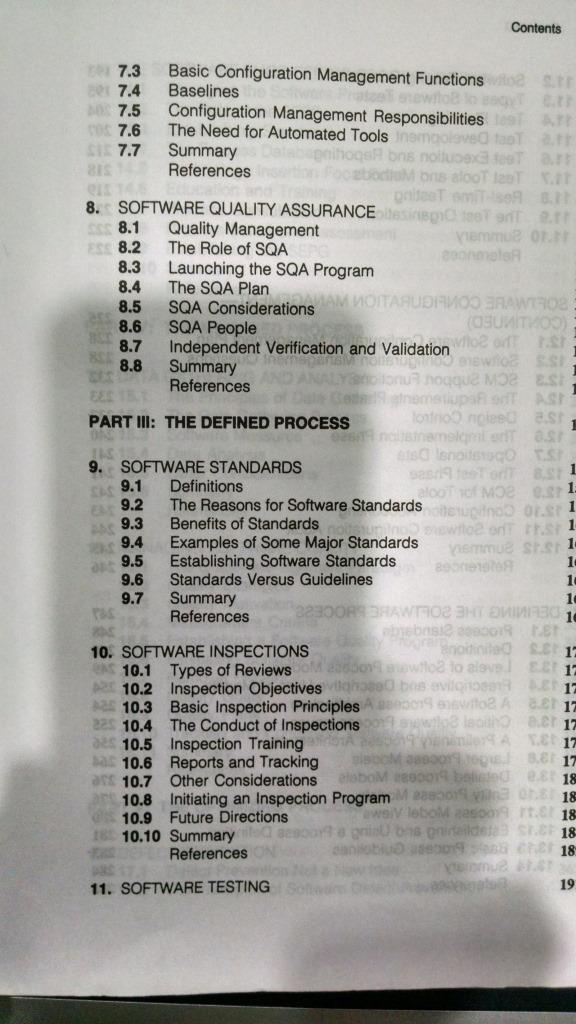 Contents
7.3 Basic Configuration Management Functions
7.4 Baselines
7.5 Configuration Management Responsibilities
7.6 The Need for Automated Tools
7.7 Summary
References
8. SOFTWARE QUALITY ASSURANCE
8.1 Quality Management
8.2 The Role of SQA
8.3 Launching the SQA Program
8.4 The SQA Plan
8.5 SQA Considerations
8.6 SQA People
8.7 Independent Verification and Validation
8.8 Summary
References
PART III: THE DEFINED PROCESS
9. SOFTWARE STANDARDS
9.1 Definitions
9.2 The Reasons for Software Standards
9.3 Benefits of Standards
9.4 Examples of Some Major Standards
9.5 Establishing Software Standards
9.6 Standards Versus Guidelines
9.7 Summary
References
10. SOFTWARE INSPECTIONS
10.1 Types of Reviews
10.2 Inspection Objectives
10.3 Basic Inspection Principles
10.4 The Conduct of Inspections
10.5 Inspection Training
10.6 Reports and Tracking
10.7 Other Considerations
10.8 Initiating an Inspection Program
10.9 Future Directions
10.10 Summary
References
11. SOFTWARE TESTING